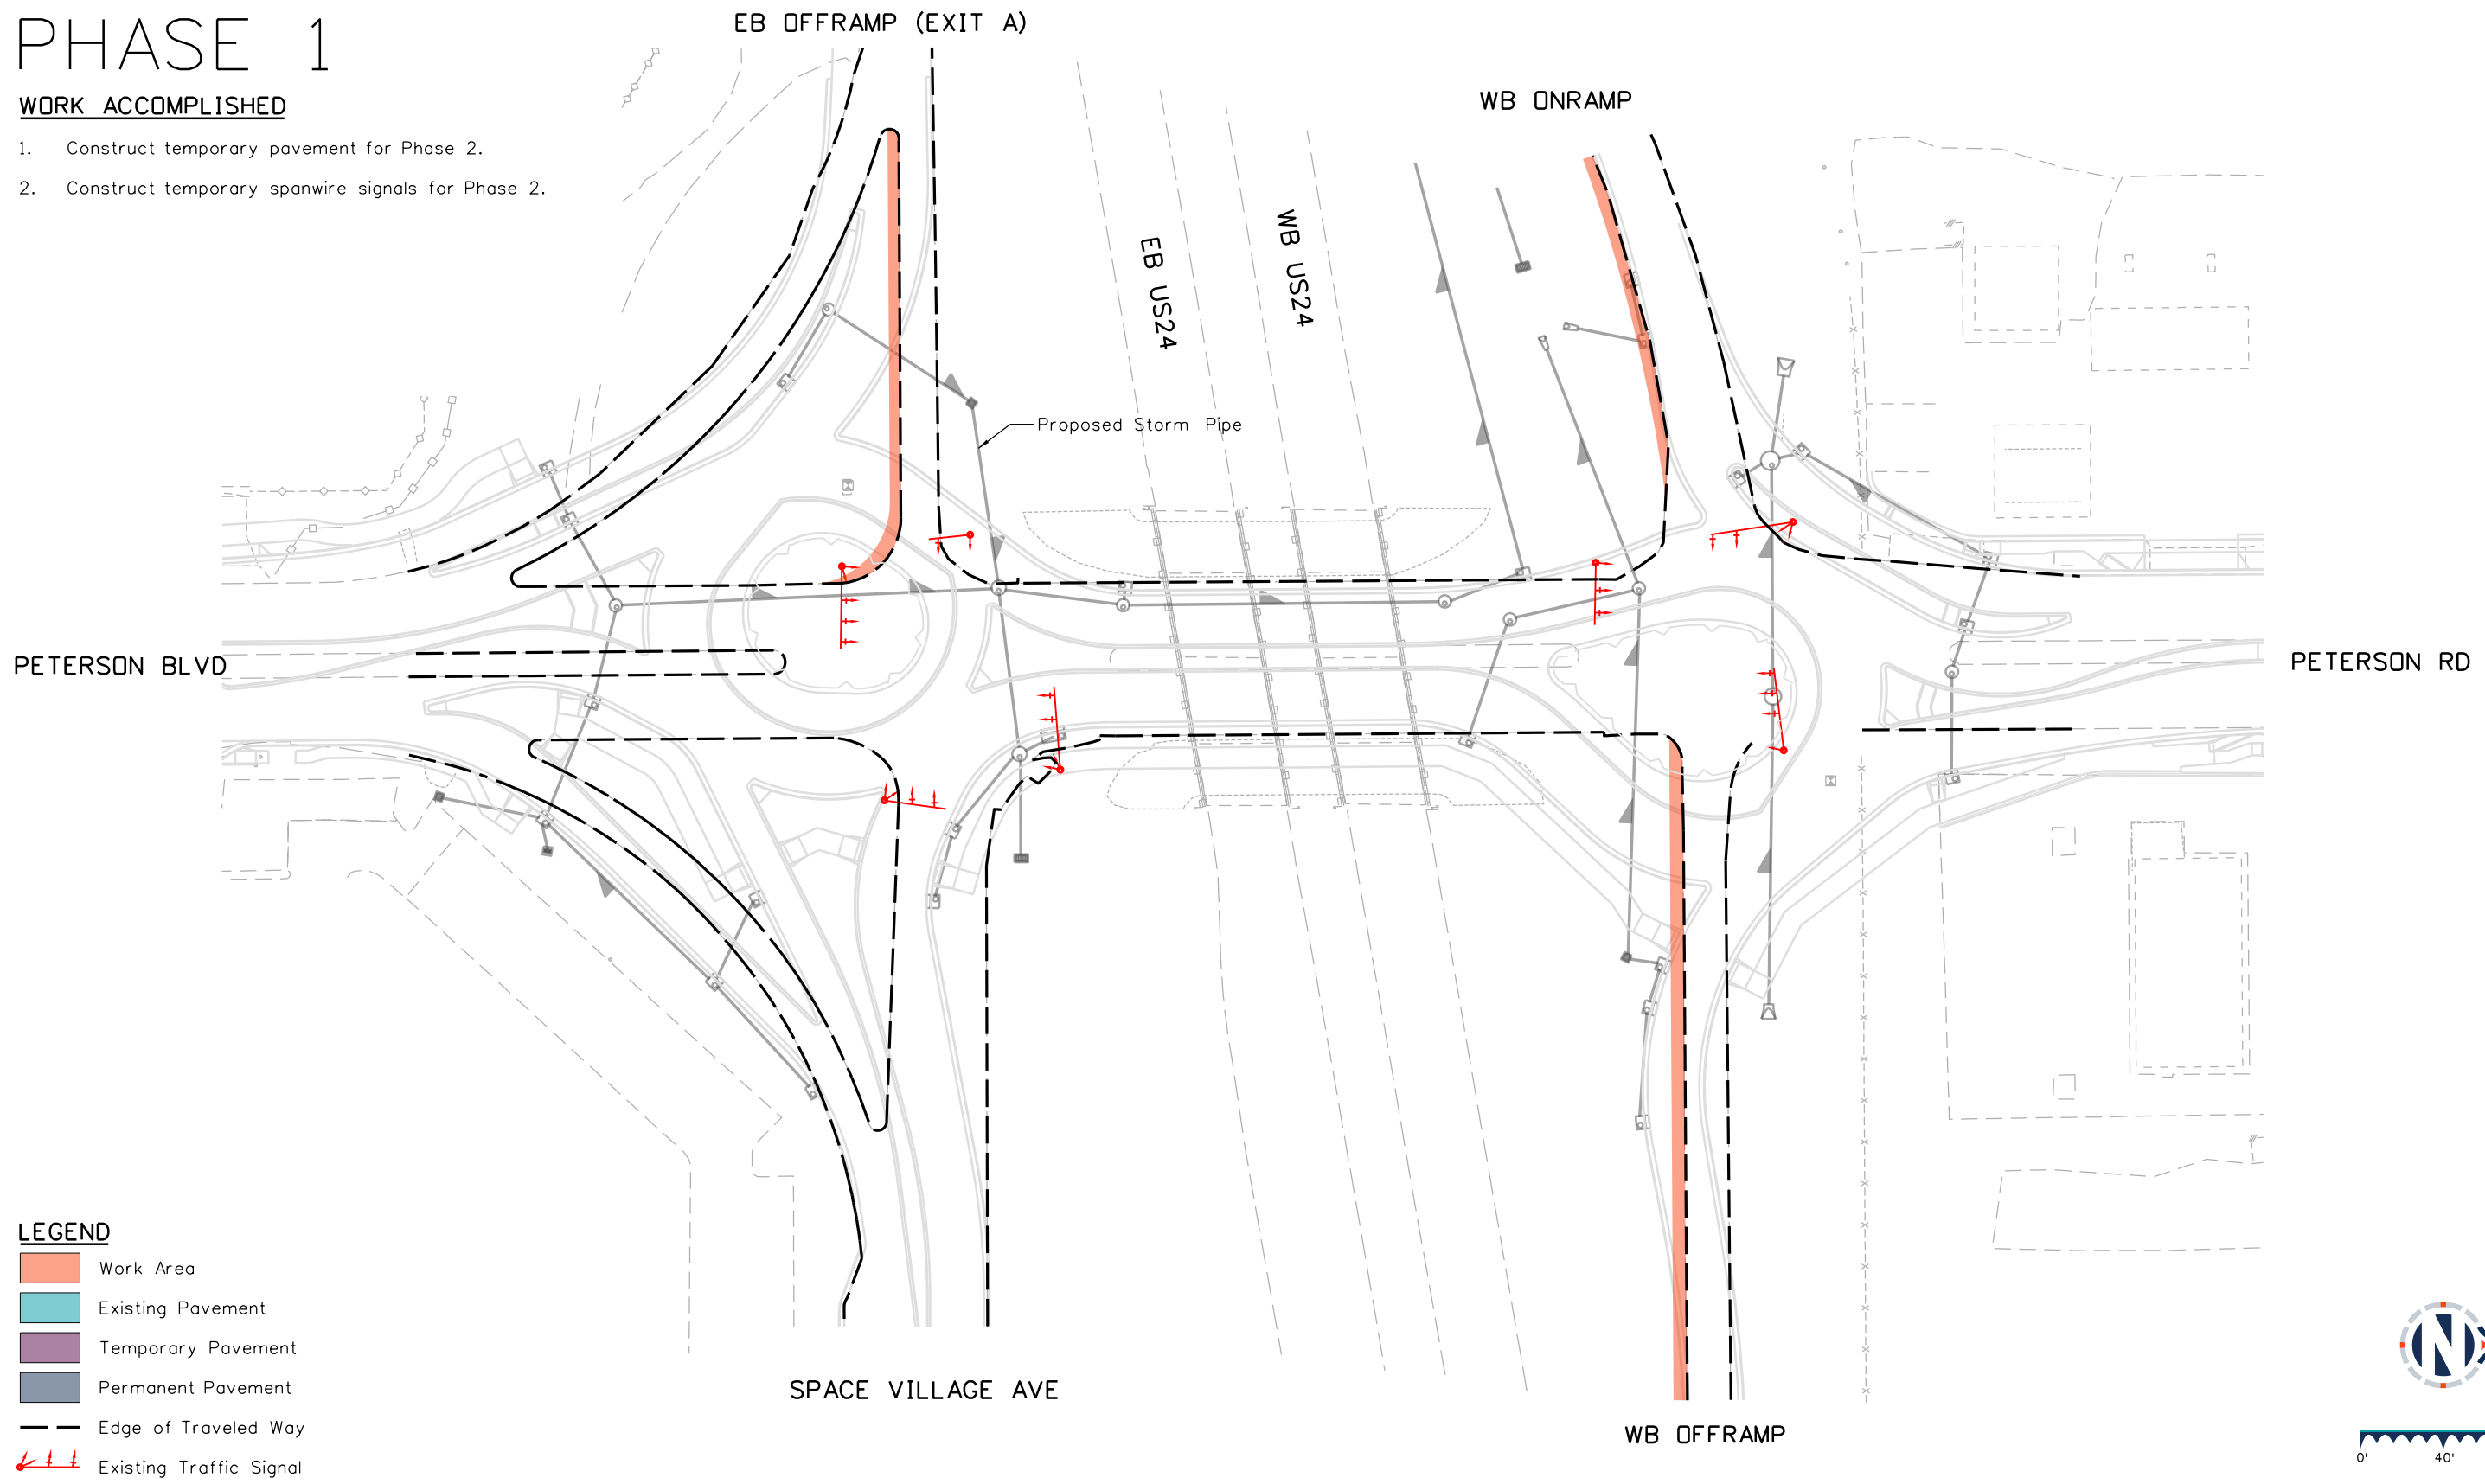 PHASE 1
EB OFFRAMP (EXIT A)
WORK ACCOMPLISHED
WB ONRAMP
1. Construct temporary pavement for Phase 2.
2. Construct temporary spanwire signals for Phase 2.
EB US24
WB US24
Proposed Storm Pipe
PETERSON BLVD
PETERSON RD
LEGEND
Work Area
Existing Pavement
Temporary Pavement
Permanent Pavement
Edge of Traveled Way
Existing Traffic Signal
SPACE VILLAGE AVE
WB OFFRAMP
N
0' 40'